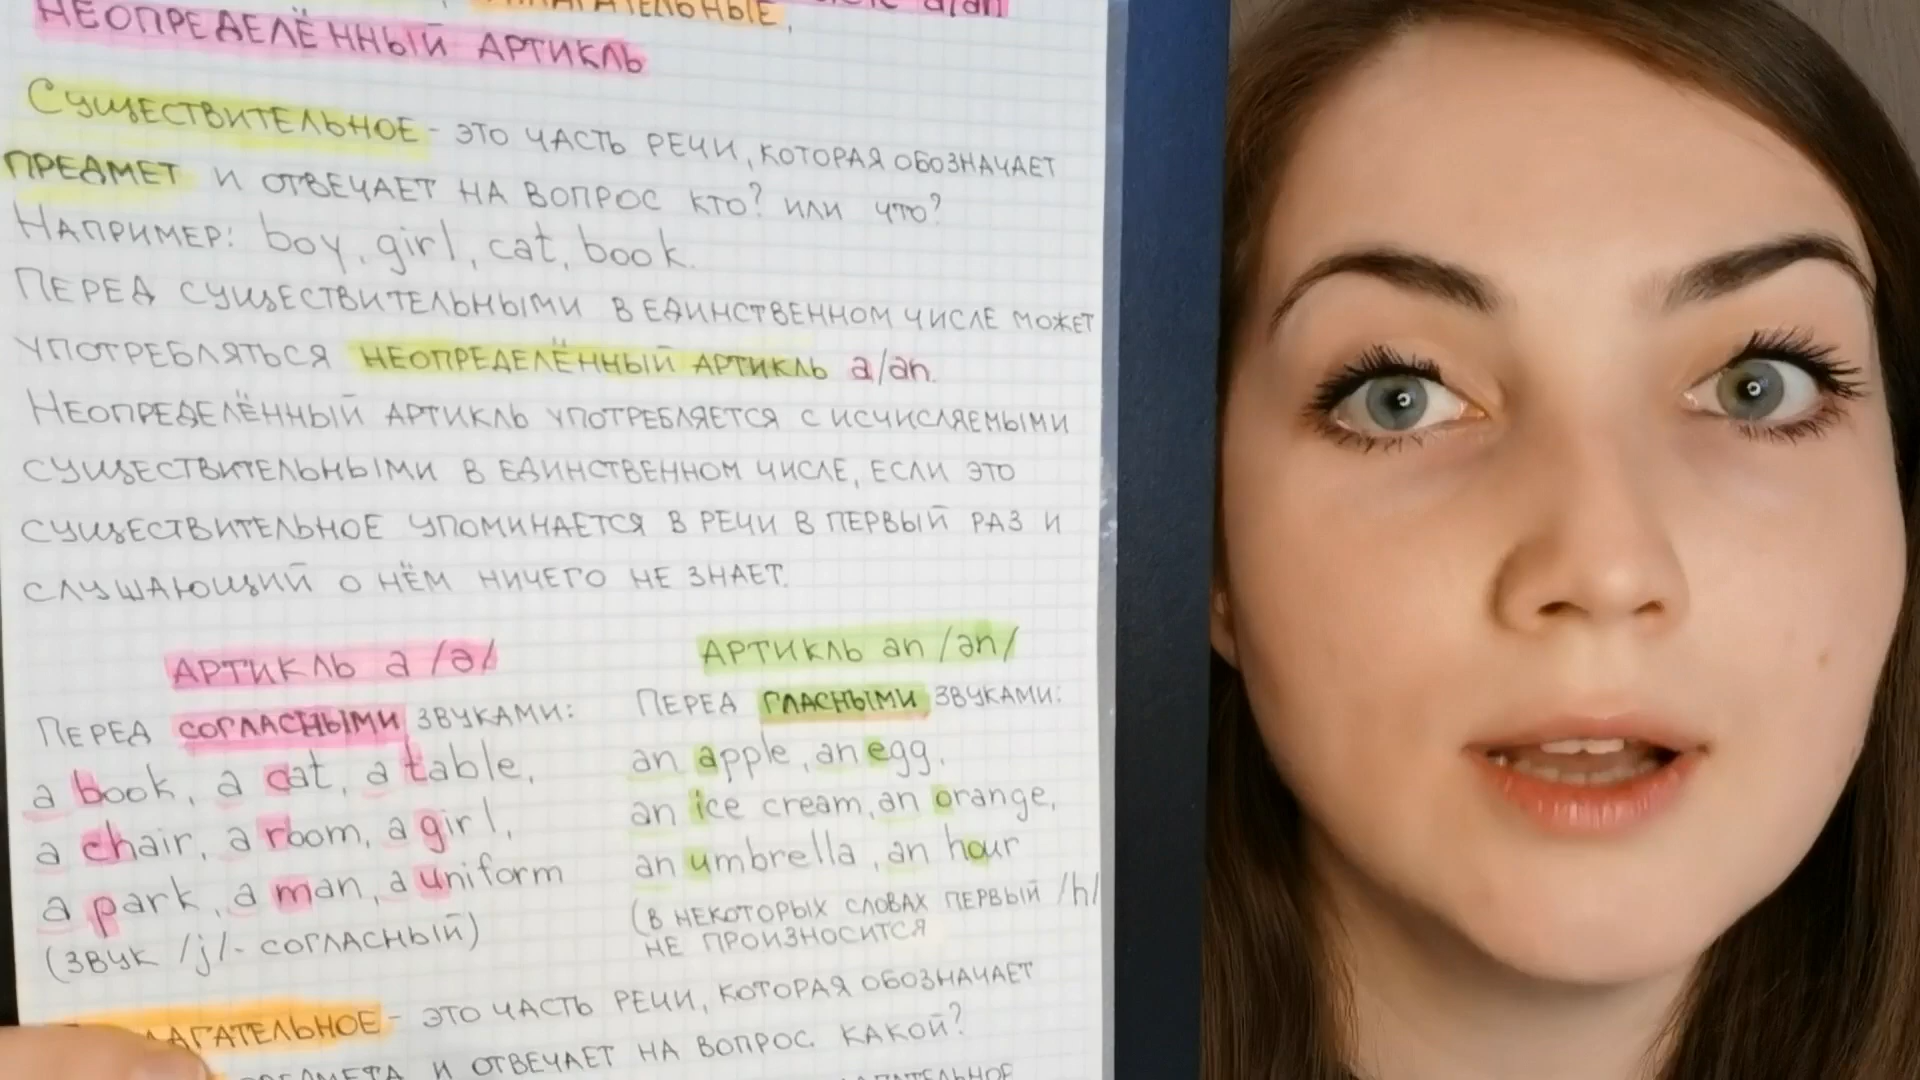 a/an
НЕОПРЕДЕЛЁННЫЙ АРТИКЛЬ
СУЩЕСТВИТЕЛЬНОЕ - ЭТО ЧАСТЬ РЕЧИ, КОТОРАЯ ОБОЗНАЧАЕТ
ПРЕДМЕТ И ОТВЕЧАЕТ НА ВОПРОС КТО? ИЛИ ЧТО?
НАПРИМЕР: boy, girl, cat, book.
ПЕРЕД СУЩЕСТВИТЕЛЬНЫМИ В ЕДИНСТВЕННОМ ЧИСЛЕ МОЖЕТ
УПОТРЕБЛЯТЬСЯ НЕОПРЕДЕЛЁННЫЙ АРТИКЛЬ a/an.
НЕОПРЕДЕЛЁННЫЙ АРТИКЛЬ УПОТРЕБЛЯЕТСЯ С ИСЧИСЛЯЕМЫМИ
СУЩЕСТВИТЕЛЬНЫМИ В ЕДИНСТВЕННОМ ЧИСЛЕ, ЕСЛИ ЭТО
СУЩЕСТВИТЕЛЬНОЕ УПОМИНАЕТСЯ В РЕЧИ В ПЕРВЫЙ РАЗ И
СЛУШАЮЩИЙ О НЁМ НИЧЕГО НЕ ЗНАЕТ.
АРТИКЛЬ a /ə/
ПЕРЕД СОГЛАСНЫМИ ЗВУКАМИ:
a book, a cat, a table,
a chair, a room, a girl,
a park, a man, a uniform
(ЗВУК /j/- СОГЛАСНЫЙ)
АРТИКЛЬ an /ən/
ПЕРЕД ГЛАСНЫМИ ЗВУКАМИ:
an apple, an egg,
an ice cream, an orange,
an umbrella, an hour
(В НЕКОТОРЫХ СЛОВАХ ПЕРВЫЙ /h/
НЕ ПРОИЗНОСИТСЯ
- ЭТО ЧАСТЬ РЕЧИ, КОТОРАЯ ОБОЗНАЧАЕТ
И ОТВЕЧАЕТ НА ВОПРОС КАКОЙ?